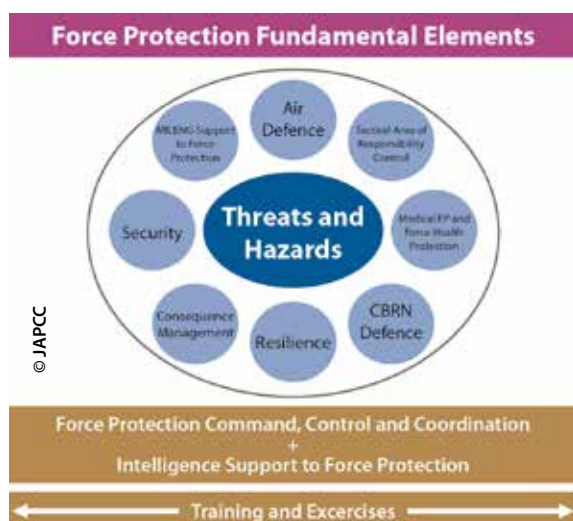 Force Protection Fundamental Elements
Air
Defence
MILENG Support
to Force
Protection
Tactical Area of
Responsibility
Control
Threats and
Hazards
Security
Medical FP and
Force Health
Protection
Consequence
Management
Resilience
CBRN
Defence
© JAPCC
Force Protection Command, Control and Coordination
+
Intelligence Support to Force Protection
Training and Excercises